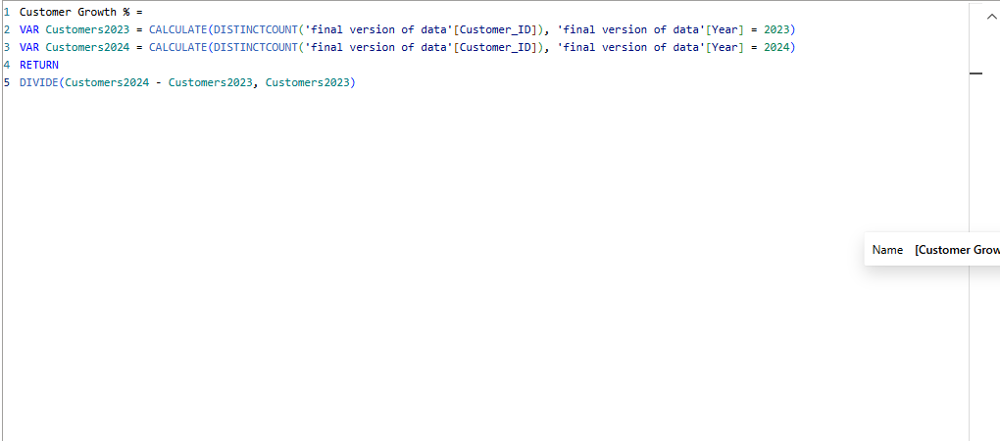 1 Customer Growth % =
2 VAR Customers2023 = CALCULATE(DISTINCTCOUNT('final version of data'[Customer_ID]), 'final version of data'[Year] = 2023)
3 VAR Customers2024 = CALCULATE(DISTINCTCOUNT('final version of data'[Customer_ID]), 'final version of data'[Year] = 2024)
4 RETURN
5 DIVIDE(Customers2024 - Customers2023, Customers2023)
Name [Customer Grow